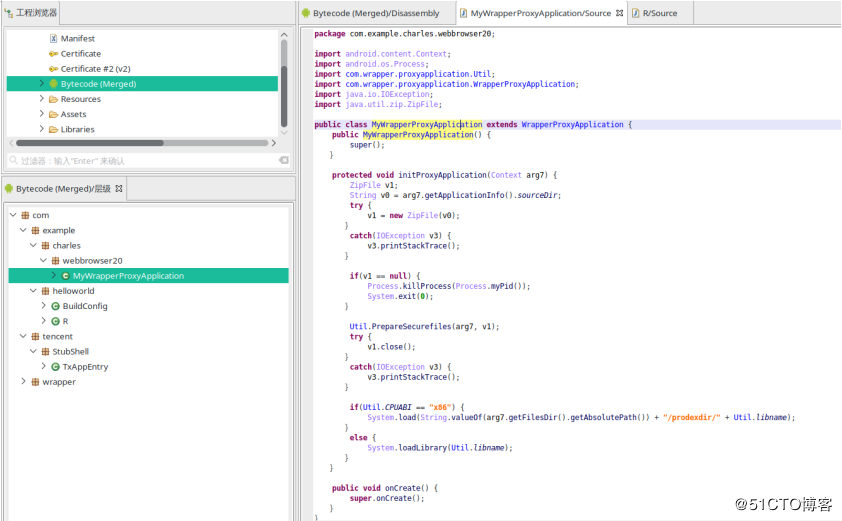 工程浏览器
Manifest
Certificate
Certificate #2 (v2)
Bytecode (Merged)
Resources
Assets
Libraries
过滤器：输入“Enter” 来确认
Bytecode (Merged)/层级
com
example
charles
webbrowser20
MyWrapperProxyApplication
helloworld
BuildConfig
R
tencent
StubShell
TxAppEntry
wrapper
Bytecode (Merged)/Disassembly
MyWrapperProxyApplication/Source
R/Source
package com.example.charles.webbrowser20;
import android.content.Context;
import android.os.Process;
import com.wrapper.proxyapplication.Util;
import com.wrapper.proxyapplication.WrapperProxyApplication;
import java.io.IOException;
import java.util.zip.ZipFile;
public class MyWrapperProxyApplication extends WrapperProxyApplication {
public MyWrapperProxyApplication() {
super();
}
protected void initProxyApplication(Context arg7) {
ZipFile v1;
String v0 = arg7.getApplicationInfo().sourceDir;
try {
v1 = new ZipFile(v0);
}
catch(IOException v3) {
v3.printStackTrace();
}
if(v1 == null) {
Process.killProcess(Process.myPid());
System.exit(0);
}
Util.PrepareSecurefiles(arg7, v1);
try {
v1.close();
}
catch(IOException v3) {
v3.printStackTrace();
}
if(Util.CPUABI == "x86") {
System.load(String.valueOf(arg7.getFilesDir().getAbsolutePath()) + "/prodexdir/" + Util.libname);
}
else {
System.loadLibrary(Util.libname);
}
}
public void onCreate() {
super.onCreate();
}
}
@51CTO博客